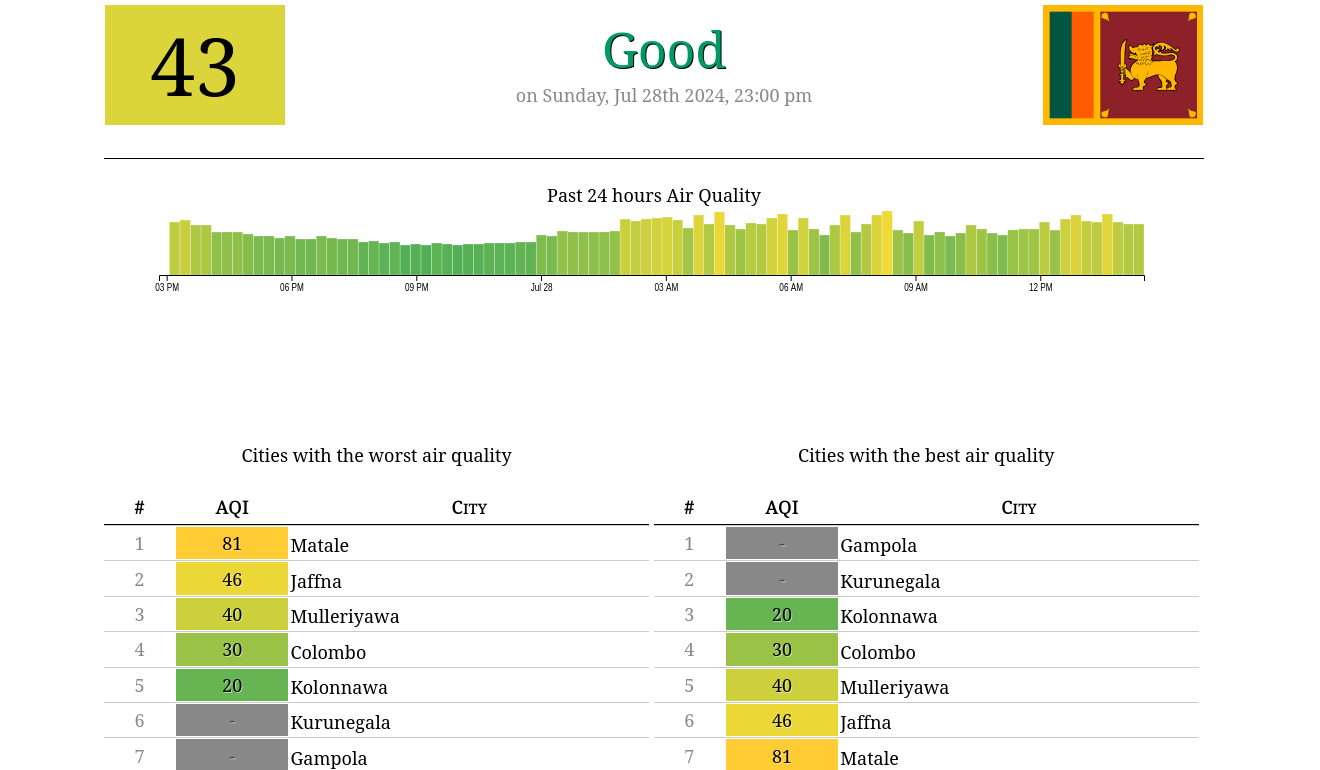 43
Good
on Sunday, Jul 28th 2024, 23:00 pm
Past 24 hours Air Quality
03 PM 06 PM 09 PM Jul 28 03 AM 06 AM 09 AM 12 PM
Cities with the worst air quality
# AQI City
1 81 Matale
2 46 Jaffna
3 40 Mulleriyawa
4 30 Colombo
5 20 Kolonnawa
6 - Kurunegala
7 - Gampola
Cities with the best air quality
# AQI City
1 - Gampola
2 - Kurunegala
3 20 Kolonnawa
4 30 Colombo
5 40 Mulleriyawa
6 46 Jaffna
7 81 Matale